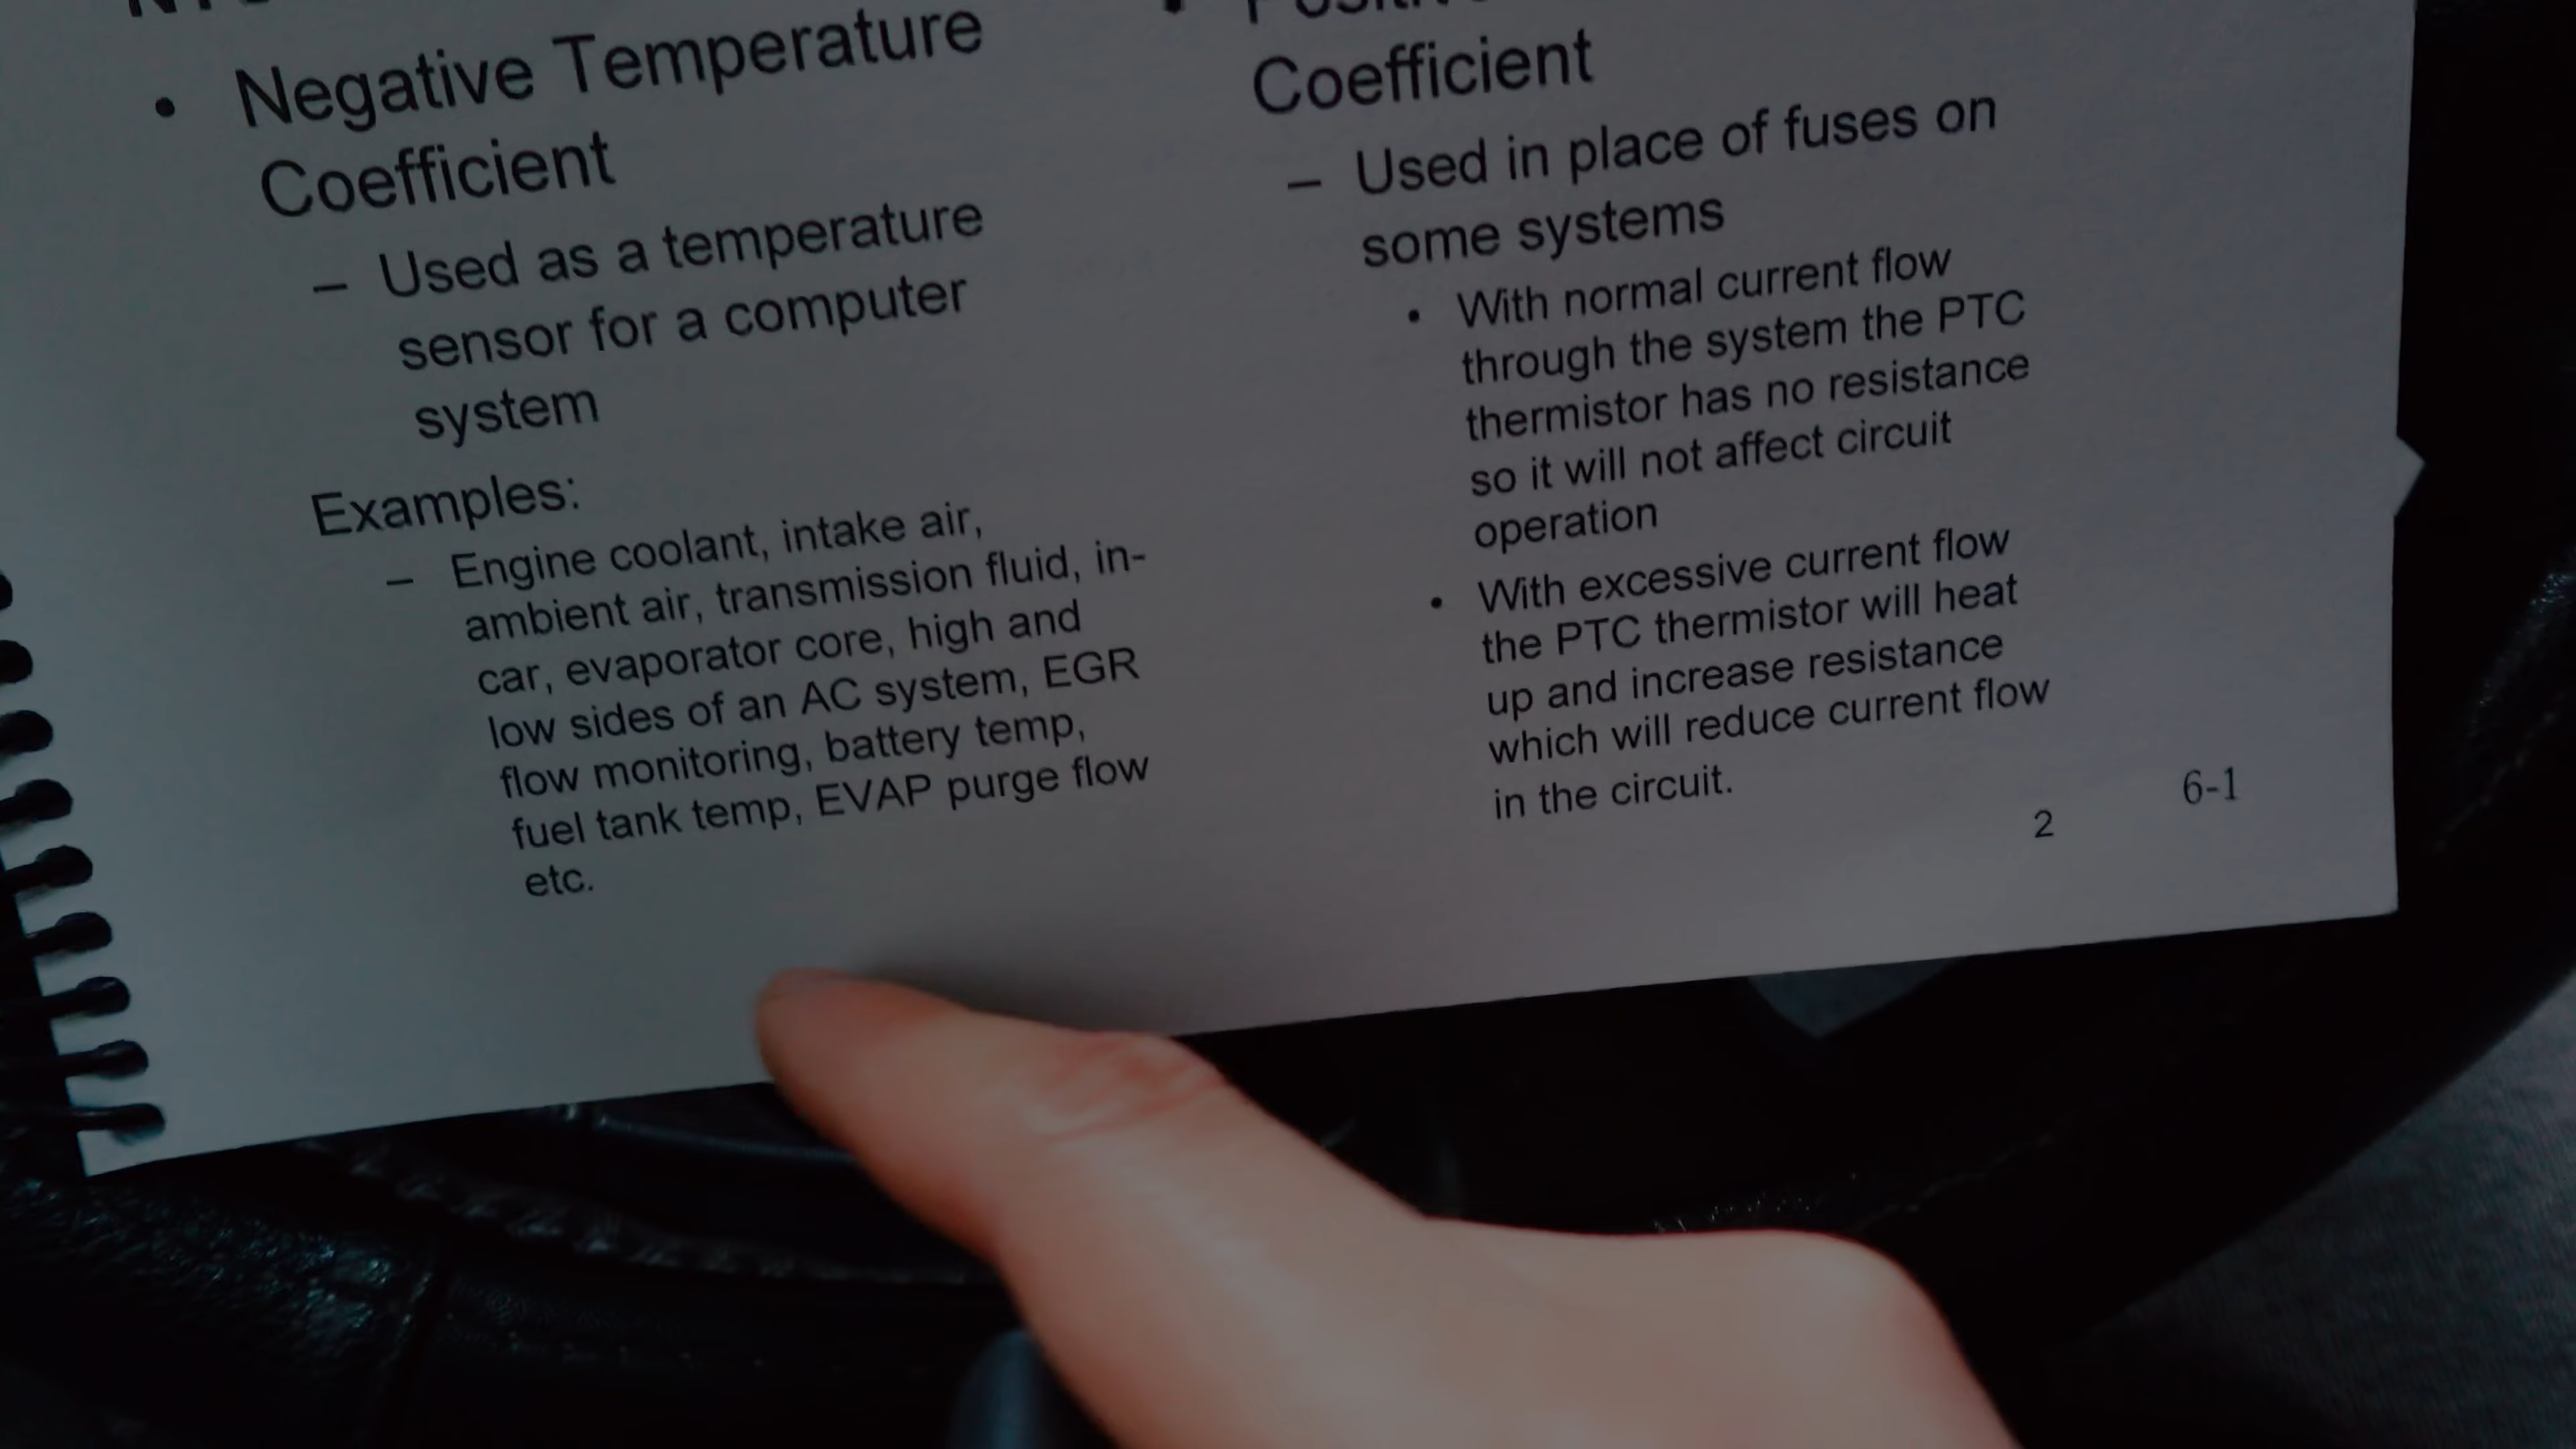 • Negative Temperature
Coefficient
– Used as a temperature
sensor for a computer
system
Examples:
– Engine coolant, intake air,
ambient air, transmission fluid, in-
car, evaporator core, high and
low sides of an AC system, EGR
flow monitoring, battery temp,
fuel tank temp, EVAP purge flow
etc.
Coefficient
– Used in place of fuses on
some systems
• With normal current flow
through the system the PTC
thermistor has no resistance
so it will not affect circuit
operation
• With excessive current flow
the PTC thermistor will heat
up and increase resistance
which will reduce current flow
in the circuit.
2
6-1